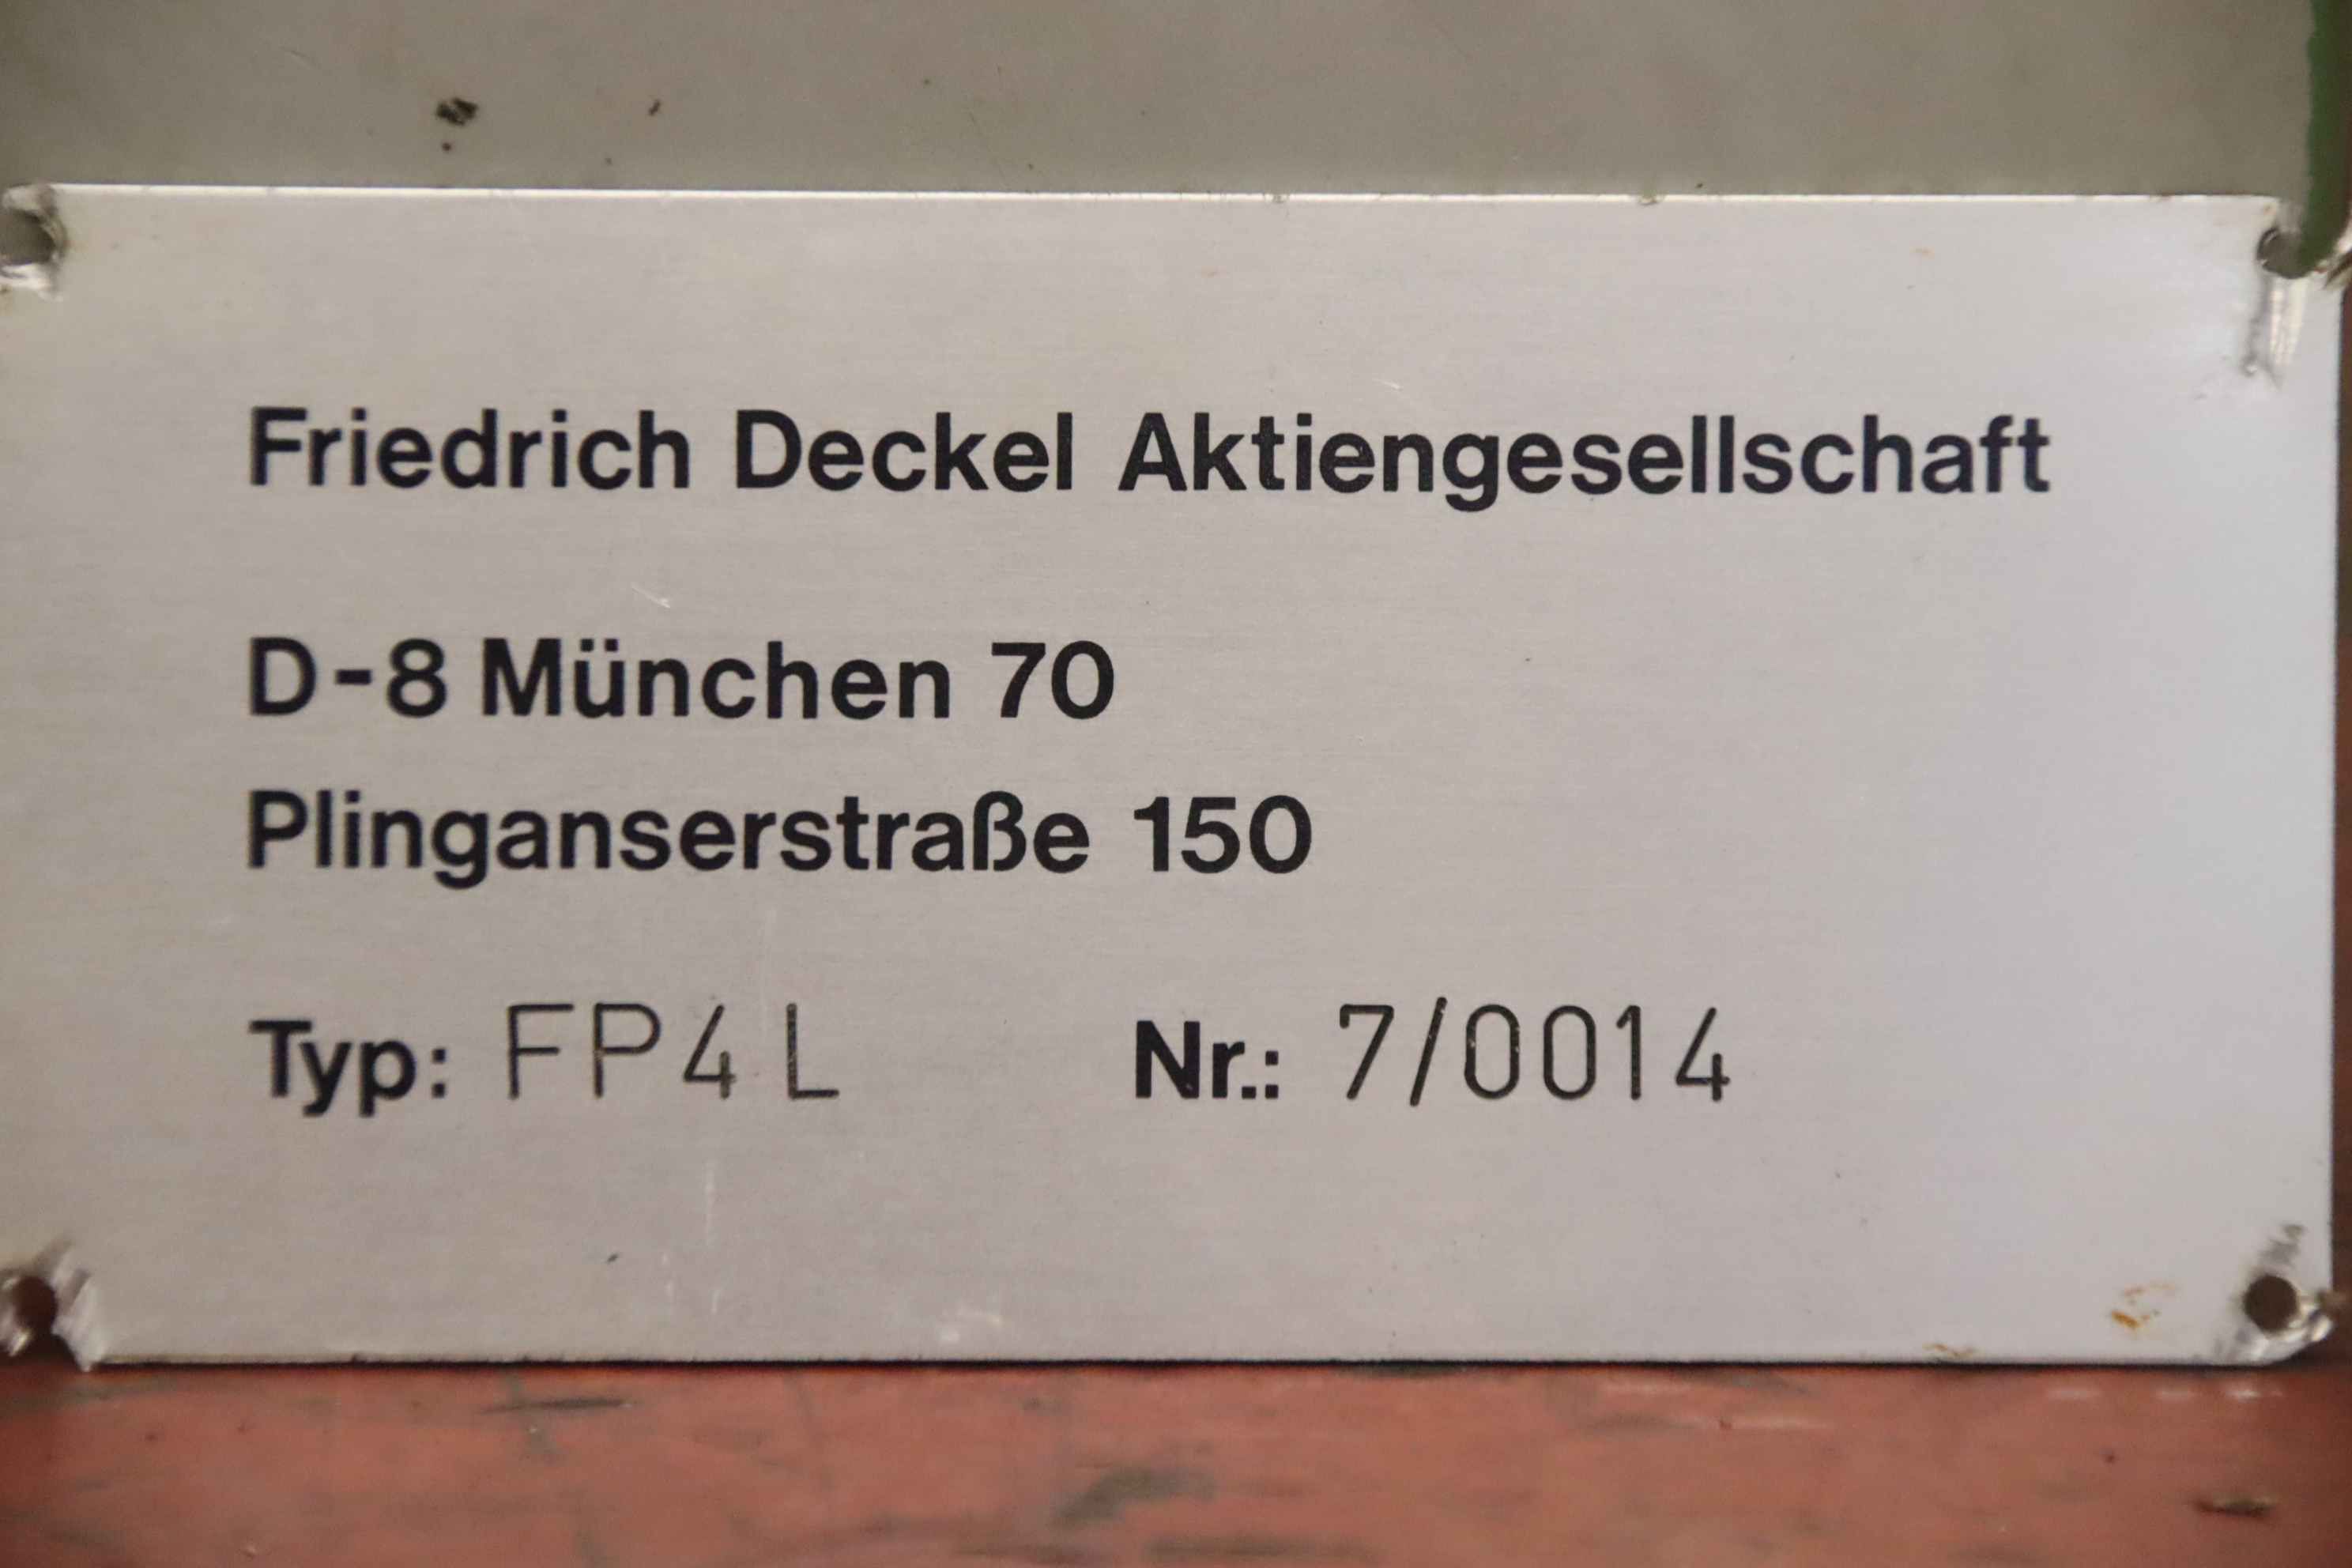 Friedrich Deckel Aktiengesellschaft
D-8 München 70
Plinganserstraße 150
Typ: FP4L Nr.: 7/0014